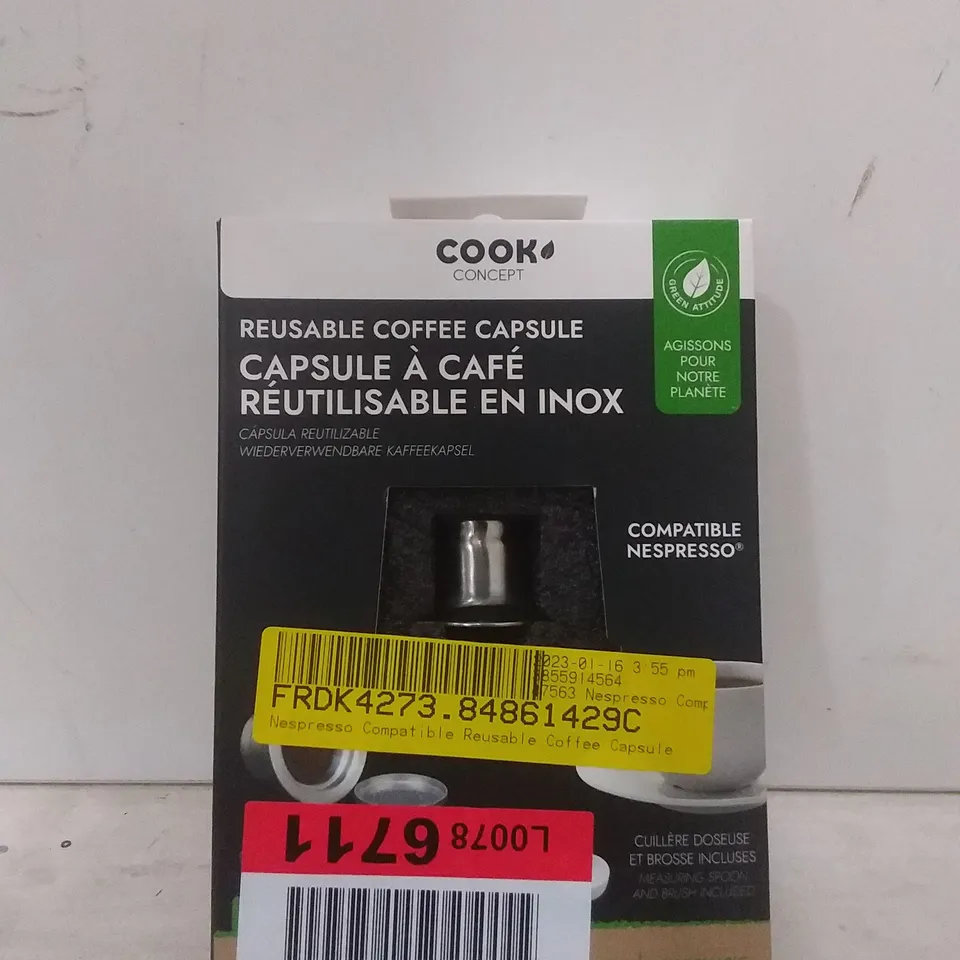 COOK
CONCEPT
GREEN ATTITUDE
AGISSONS
POUR
NOTRE
PLANÈTE
REUSABLE COFFEE CAPSULE
CAPSULE À CAFÉ
RÉUTILISABLE EN INOX
CÁPSULA REUTILIZABLE
WIEDERVERWENDBARE KAFFEEKAPSEL
COMPATIBLE
NESPRESSO®
023-01-16 3 55 pm
855914564
7563 Nespresso Comp
FRDK4273.84861429C
Nespresso Compatible Reusable Coffee Capsule
L0078 6711
CUILLÈRE DOSEUSE
ET BROSSE INCLUSES
MEASURING SPOON
AND BRUSH INCLUDED